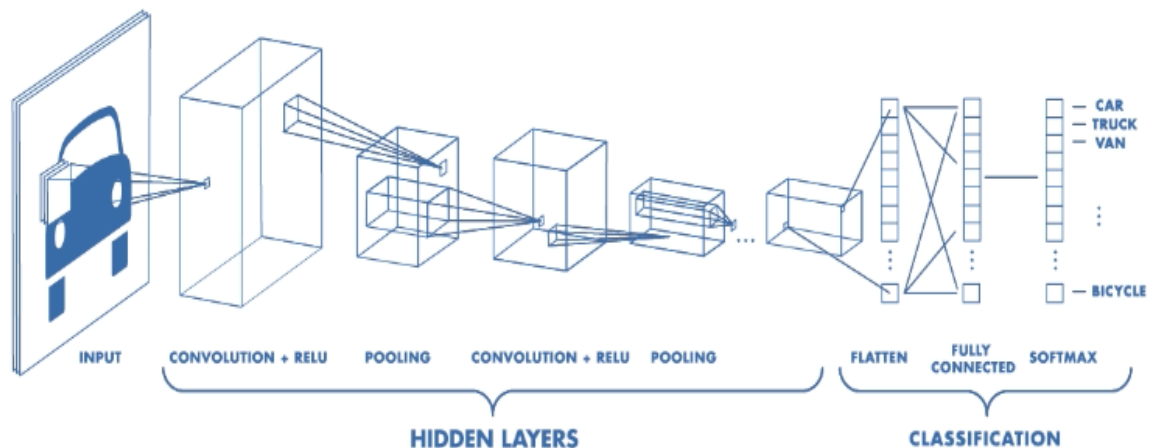 CAR
TRUCK
VAN
BICYCLE
INPUT
CONVOLUTION + RELU
POOLING
CONVOLUTION + RELU
POOLING
FLATTEN
FULLY
CONNECTED
SOFTMAX
HIDDEN LAYERS
CLASSIFICATION